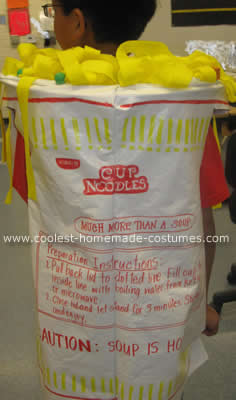 CUP
NOODLES
MUCH MORE THAN A SOUP
www.coolest-homemade-costumes.com
Preparation Instructions:
1. Pull back lid to dotted line. Fill cup to
inside line with boiling water from
or microwave.
2. Close lid and let stand for 3 minutes. Stir
and enjoy.
CAUTION: SOUP IS HO